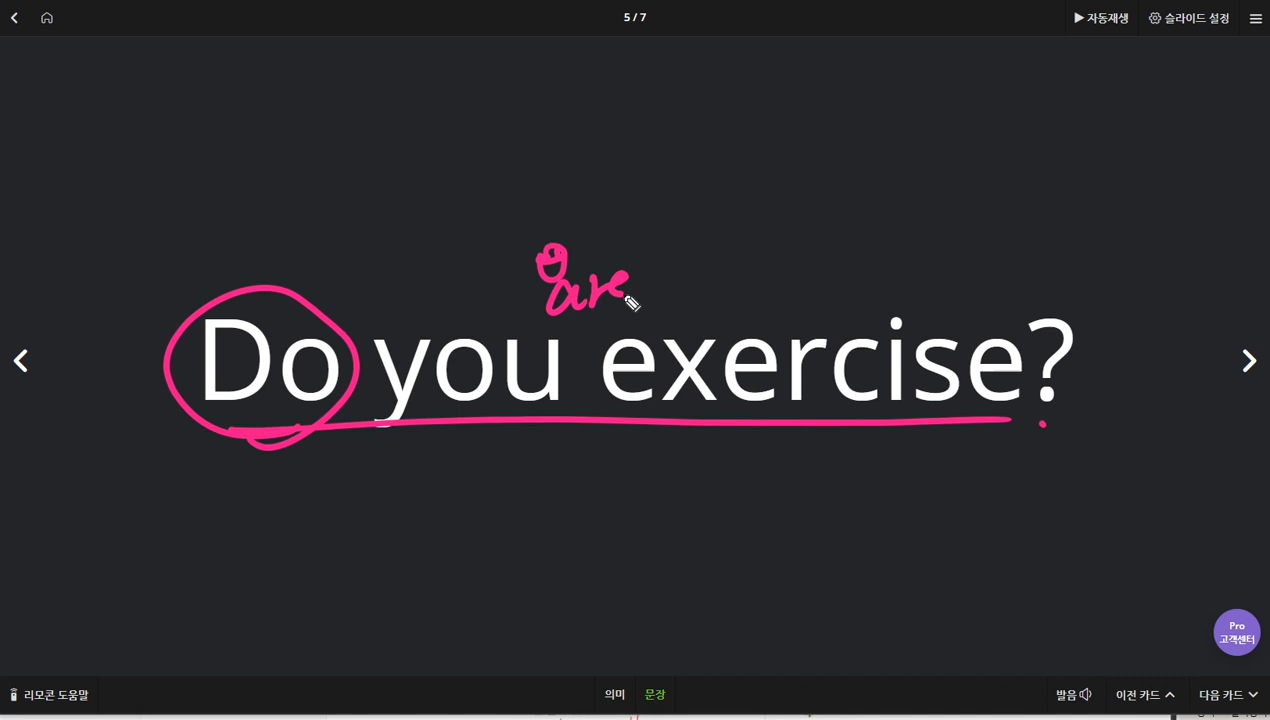 5 / 7
자동재생
슬라이드 설정
are
Do you exercise?
Pro
고객센터
리모콘 도움말
의미
문장
발음
이전 카드
다음 카드